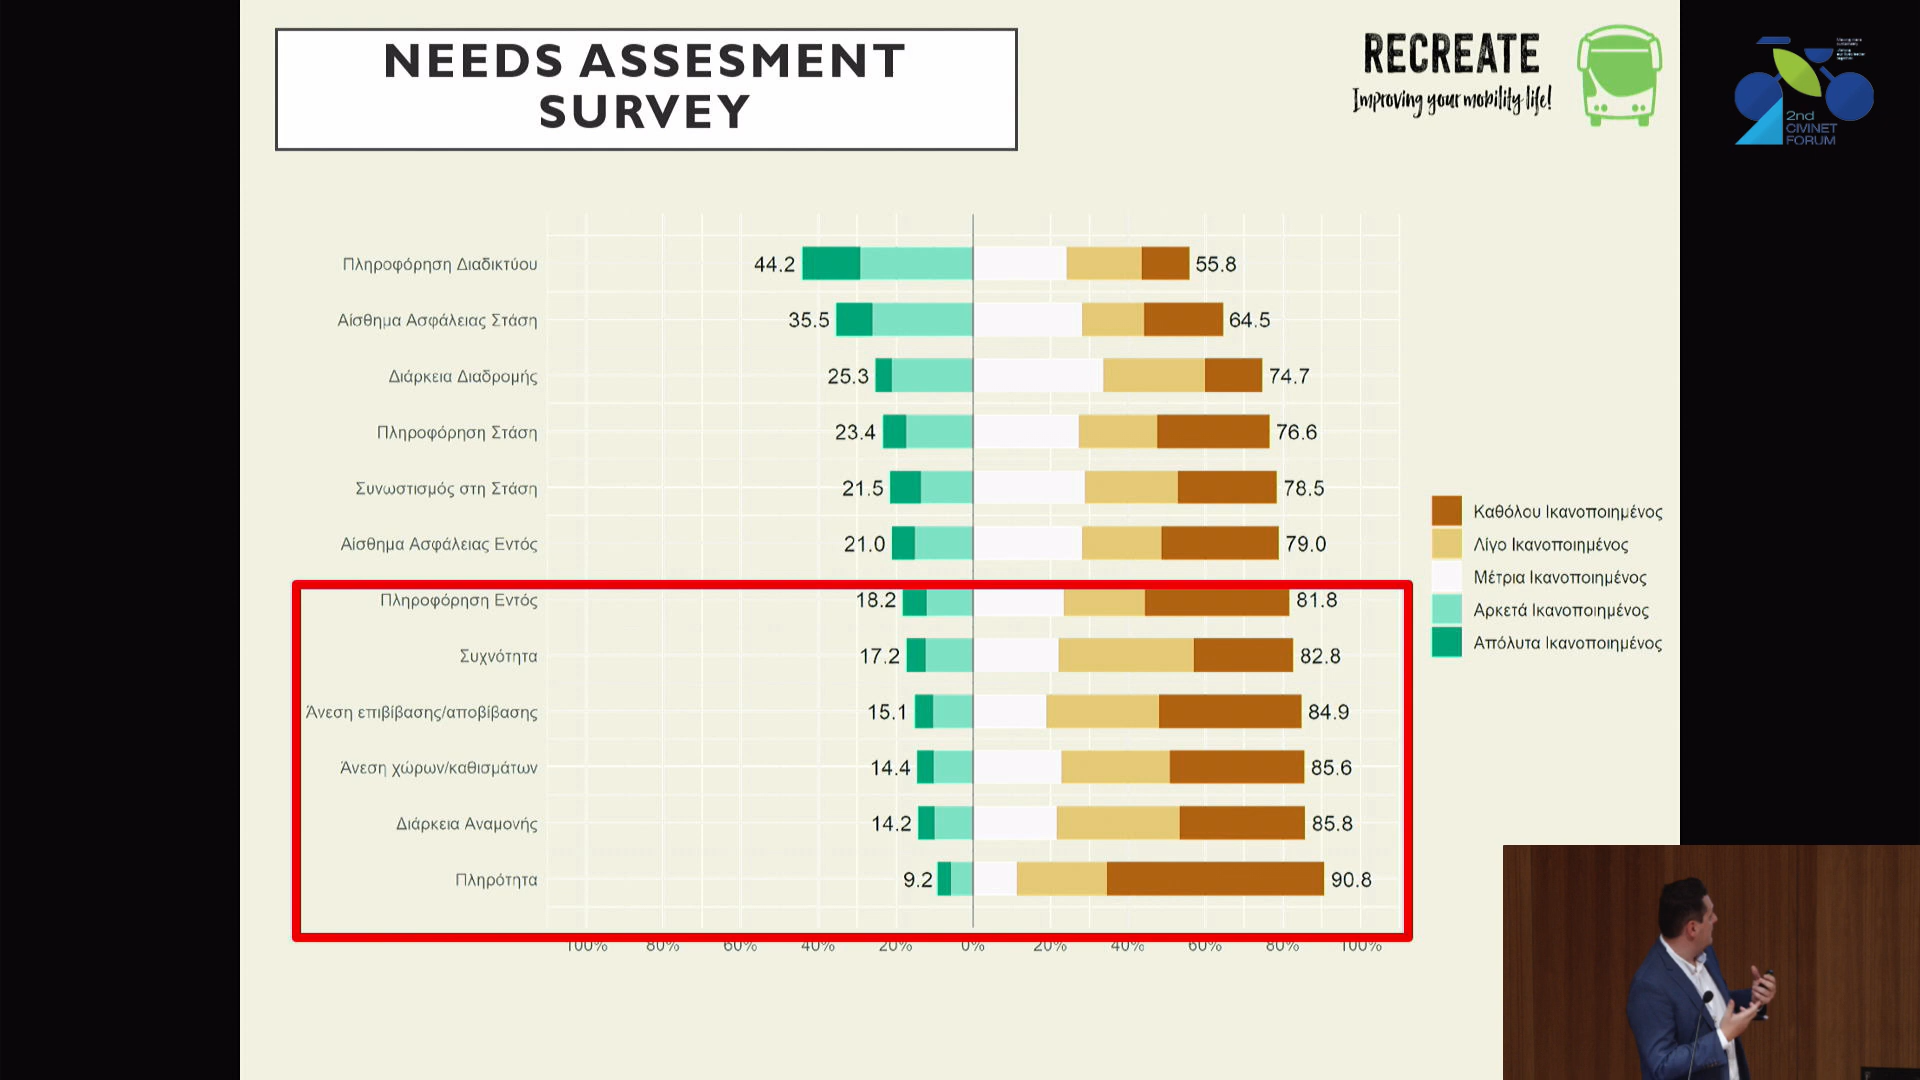 NEEDS ASSESMENT
SURVEY
RECREATE
Improving your mobility life!
2nd
CIVINET
FORUM
Πληροφόρηση Διαδικτύου 44.2 55.8
Αίσθημα Ασφάλειας Στάση 35.5 64.5
Διάρκεια Διαδρομής 25.3 74.7
Πληροφόρηση Στάση 23.4 76.6
Συνωστισμός στη Στάση 21.5 78.5
Αίσθημα Ασφάλειας Εντός 21.0 79.0
Πληροφόρηση Εντός 18.2 81.8
Συχνότητα 17.2 82.8
Άνεση επιβίβασης/αποβίβασης 15.1 84.9
Άνεση χώρων/καθισμάτων 14.4 85.6
Διάρκεια Αναμονής 14.2 85.8
Πληρότητα 9.2 90.8
100% 80% 60% 40% 20% 0% 20% 40% 60% 80% 100%
Καθόλου Ικανοποιημένος
Λίγο Ικανοποιημένος
Μέτρια Ικανοποιημένος
Αρκετά Ικανοποιημένος
Απόλυτα Ικανοποιημένος